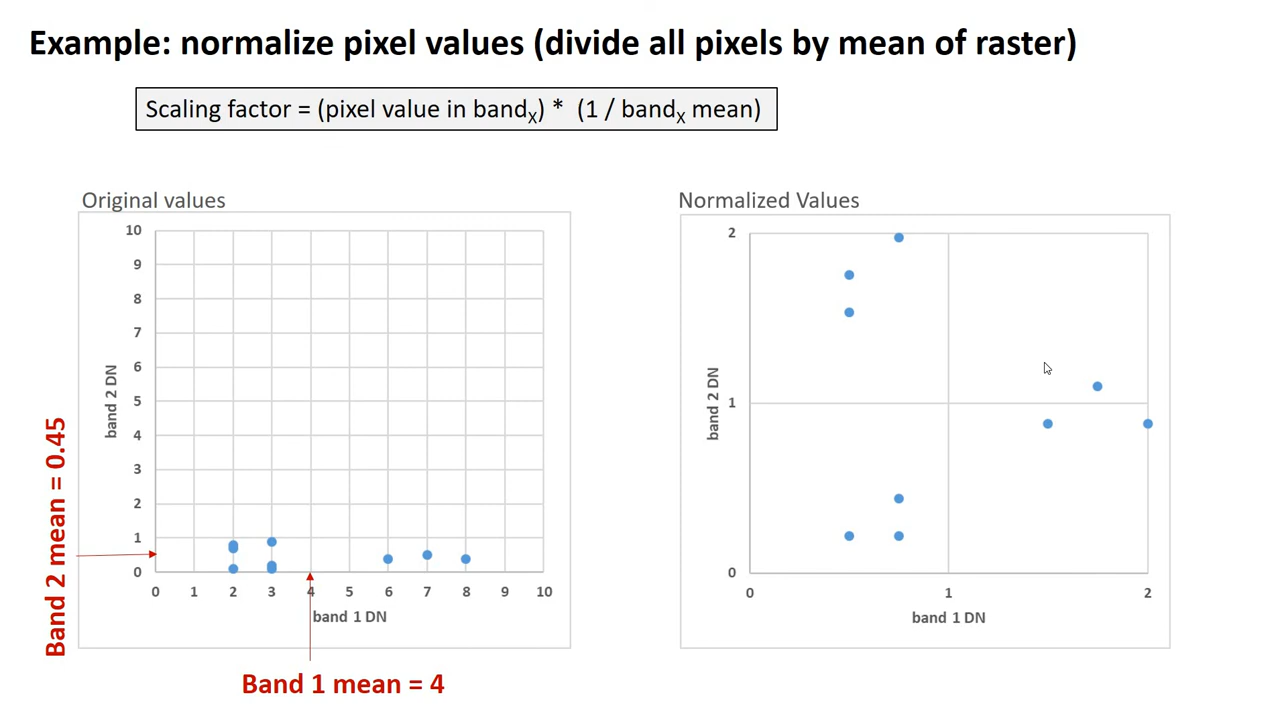 Example: normalize pixel values (divide all pixels by mean of raster)
Scaling factor = (pixel value in bandX) * (1 / bandX mean)
Original values
10
9
8
7
6
5
4
3
2
1
0
band 2 DN
0 1 2 3 4 5 6 7 8 9 10
band 1 DN
Band 2 mean = 0.45
Band 1 mean = 4
Normalized Values
2
1
0
band 2 DN
0 1 2
band 1 DN